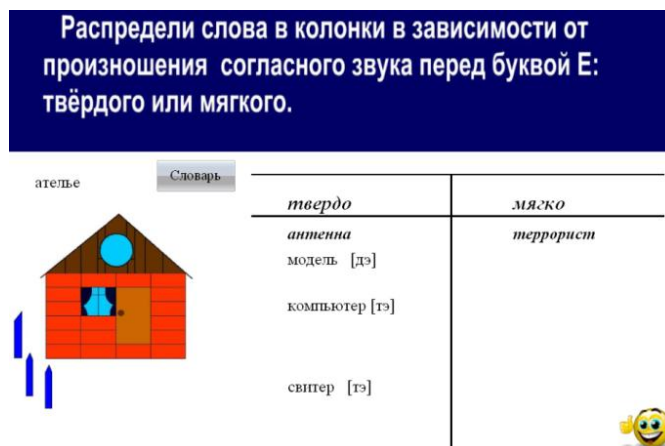 Распредели слова в колонки в зависимости от
произношения согласного звука перед буквой Е:
твёрдого или мягкого.
ателье
Словарь
твердо
мягко
антенна
террорист
модель [дэ]
компьютер [тэ]
свитер [тэ]